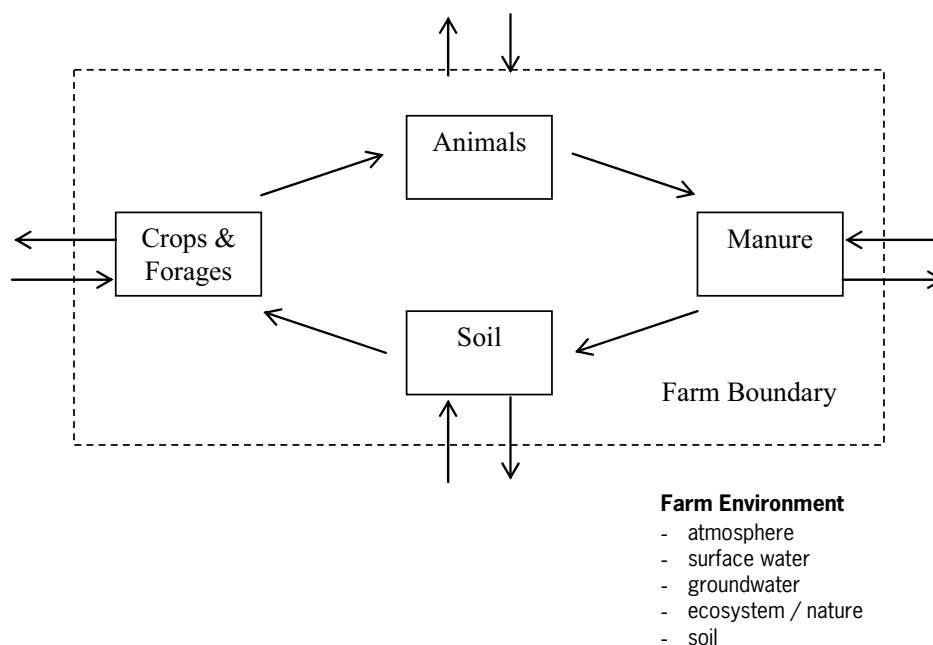 Animals
Crops &
Forages
Manure
Soil
Farm Boundary
Farm Environment
- atmosphere
- surface water
- groundwater
- ecosystem / nature
- soil